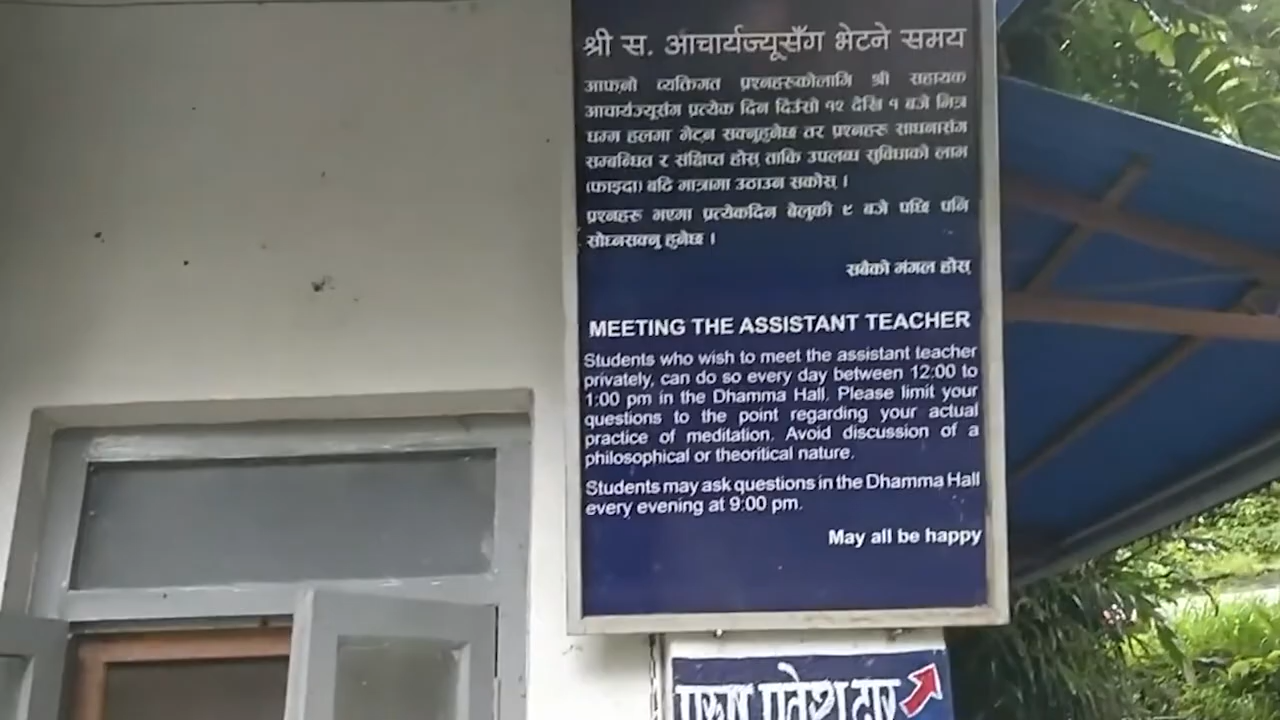 श्री स. आचार्यज्यूसँग भेटने समय
आफ्नो व्यक्तिगत प्रश्नहरूकोलागि श्री सहायक
आचार्यज्यूसंग प्रत्येक दिन दिउँसो १२ देखि १ बजे भित्र
धम्म हलमा भेट्न सक्नुहुनेछ तर प्रश्नहरू साधनासंग
सम्बन्धित र संक्षिप्त होस् ताकि उपलब्ध सुविधाको लाभ
(फाइदा) बढि मात्रामा उठाउन सकोस् ।
प्रश्नहरू भएमा प्रत्येकदिन बेलुकी ९ बजे पछि पनि
सोध्नसक्नु हुनेछ ।
सबैको मंगल होस्
MEETING THE ASSISTANT TEACHER
Students who wish to meet the assistant teacher
privately, can do so every day between 12:00 to
1:00 pm in the Dhamma Hall. Please limit your
questions to the point regarding your actual
practice of meditation. Avoid discussion of a
philosophical or theoritical nature.
Students may ask questions in the Dhamma Hall
every evening at 9:00 pm.
May all be happy
पुरुष प्रवेश द्वार